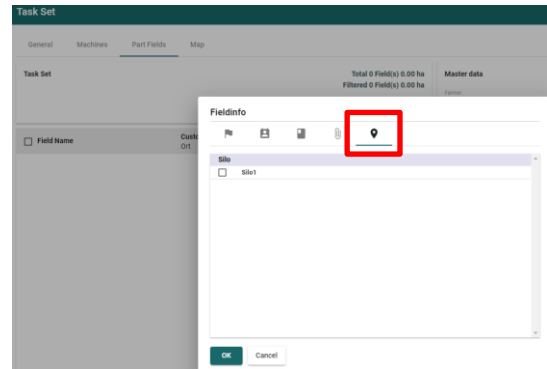 Task Set
General Machines Part Fields Map
Task Set
Total 0 Field(s) 0.00 ha
Filtered 0 Field(s) 0.00 ha
Master data
Farmer
Field Name
Ort
Fieldinfo
Silo
Silo1
OK Cancel